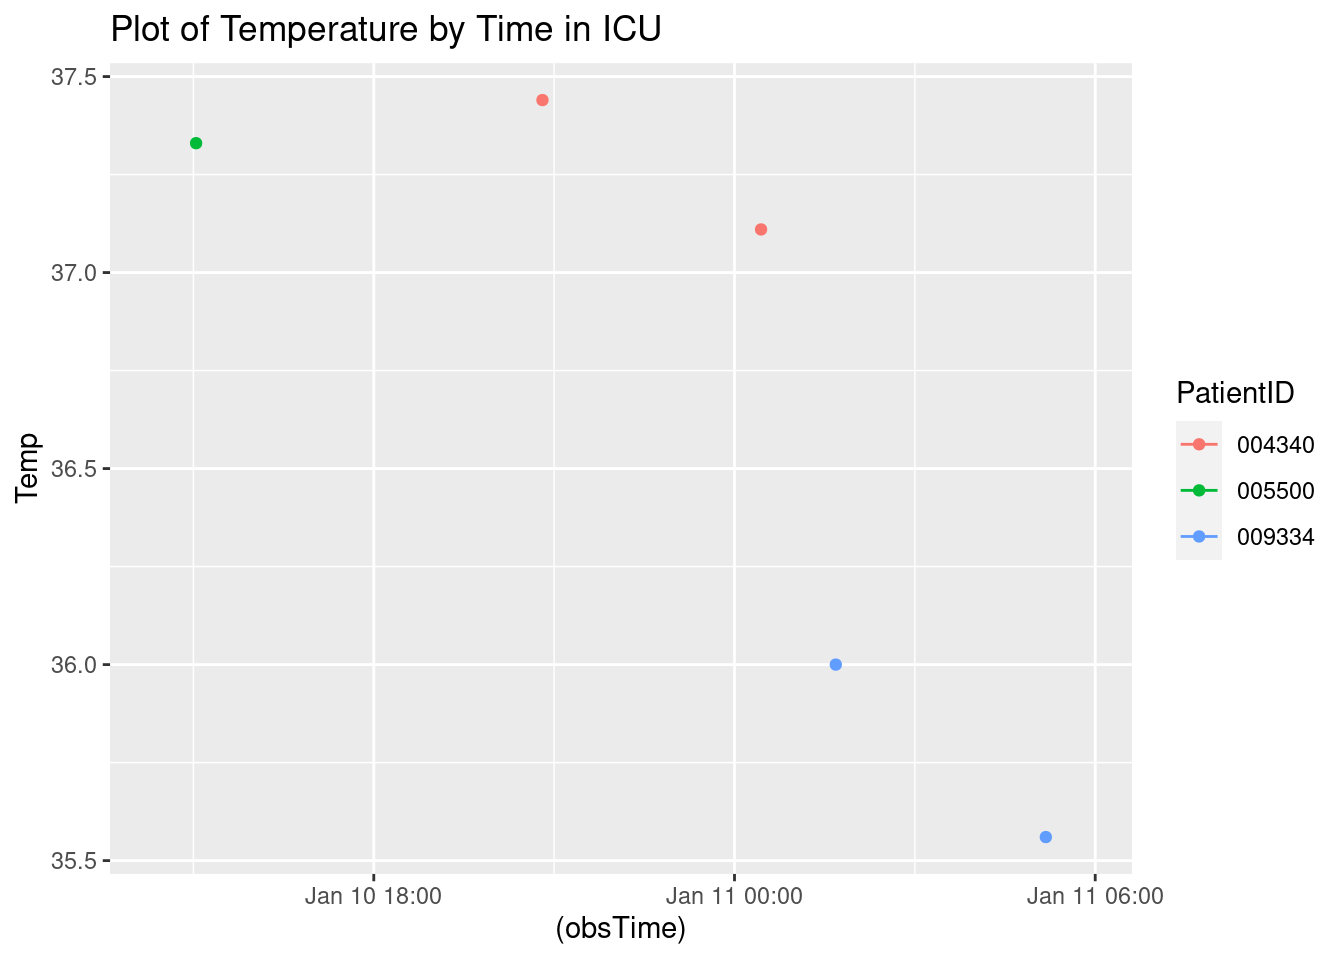 Plot of Temperature by Time in ICU
37.5
37.0
36.5
36.0
35.5
Temp
Jan 10 18:00
Jan 11 00:00
Jan 11 06:00
(obsTime)
PatientID
004340
005500
009334